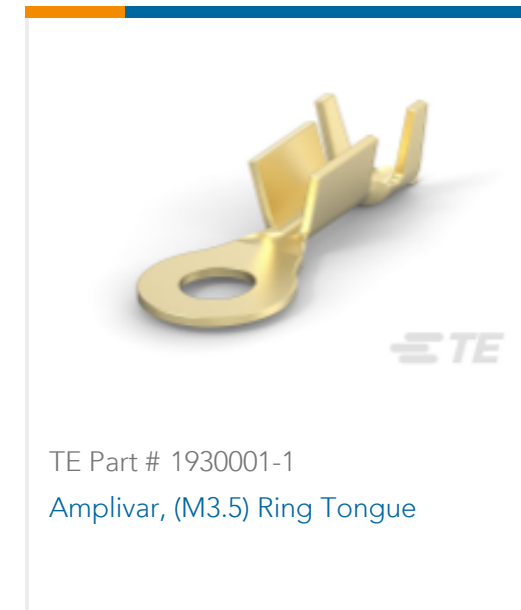 TE
TE Part # 1930001-1
Amplivar, (M3.5) Ring Tongue